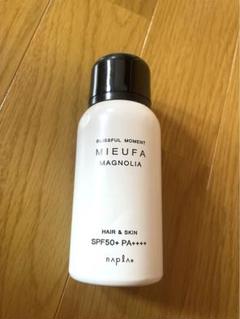 BLISSFUL MOMENT
MIEUFA
MAGNOLIA
HAIR & SKIN
SPF50+ PA++++
napla